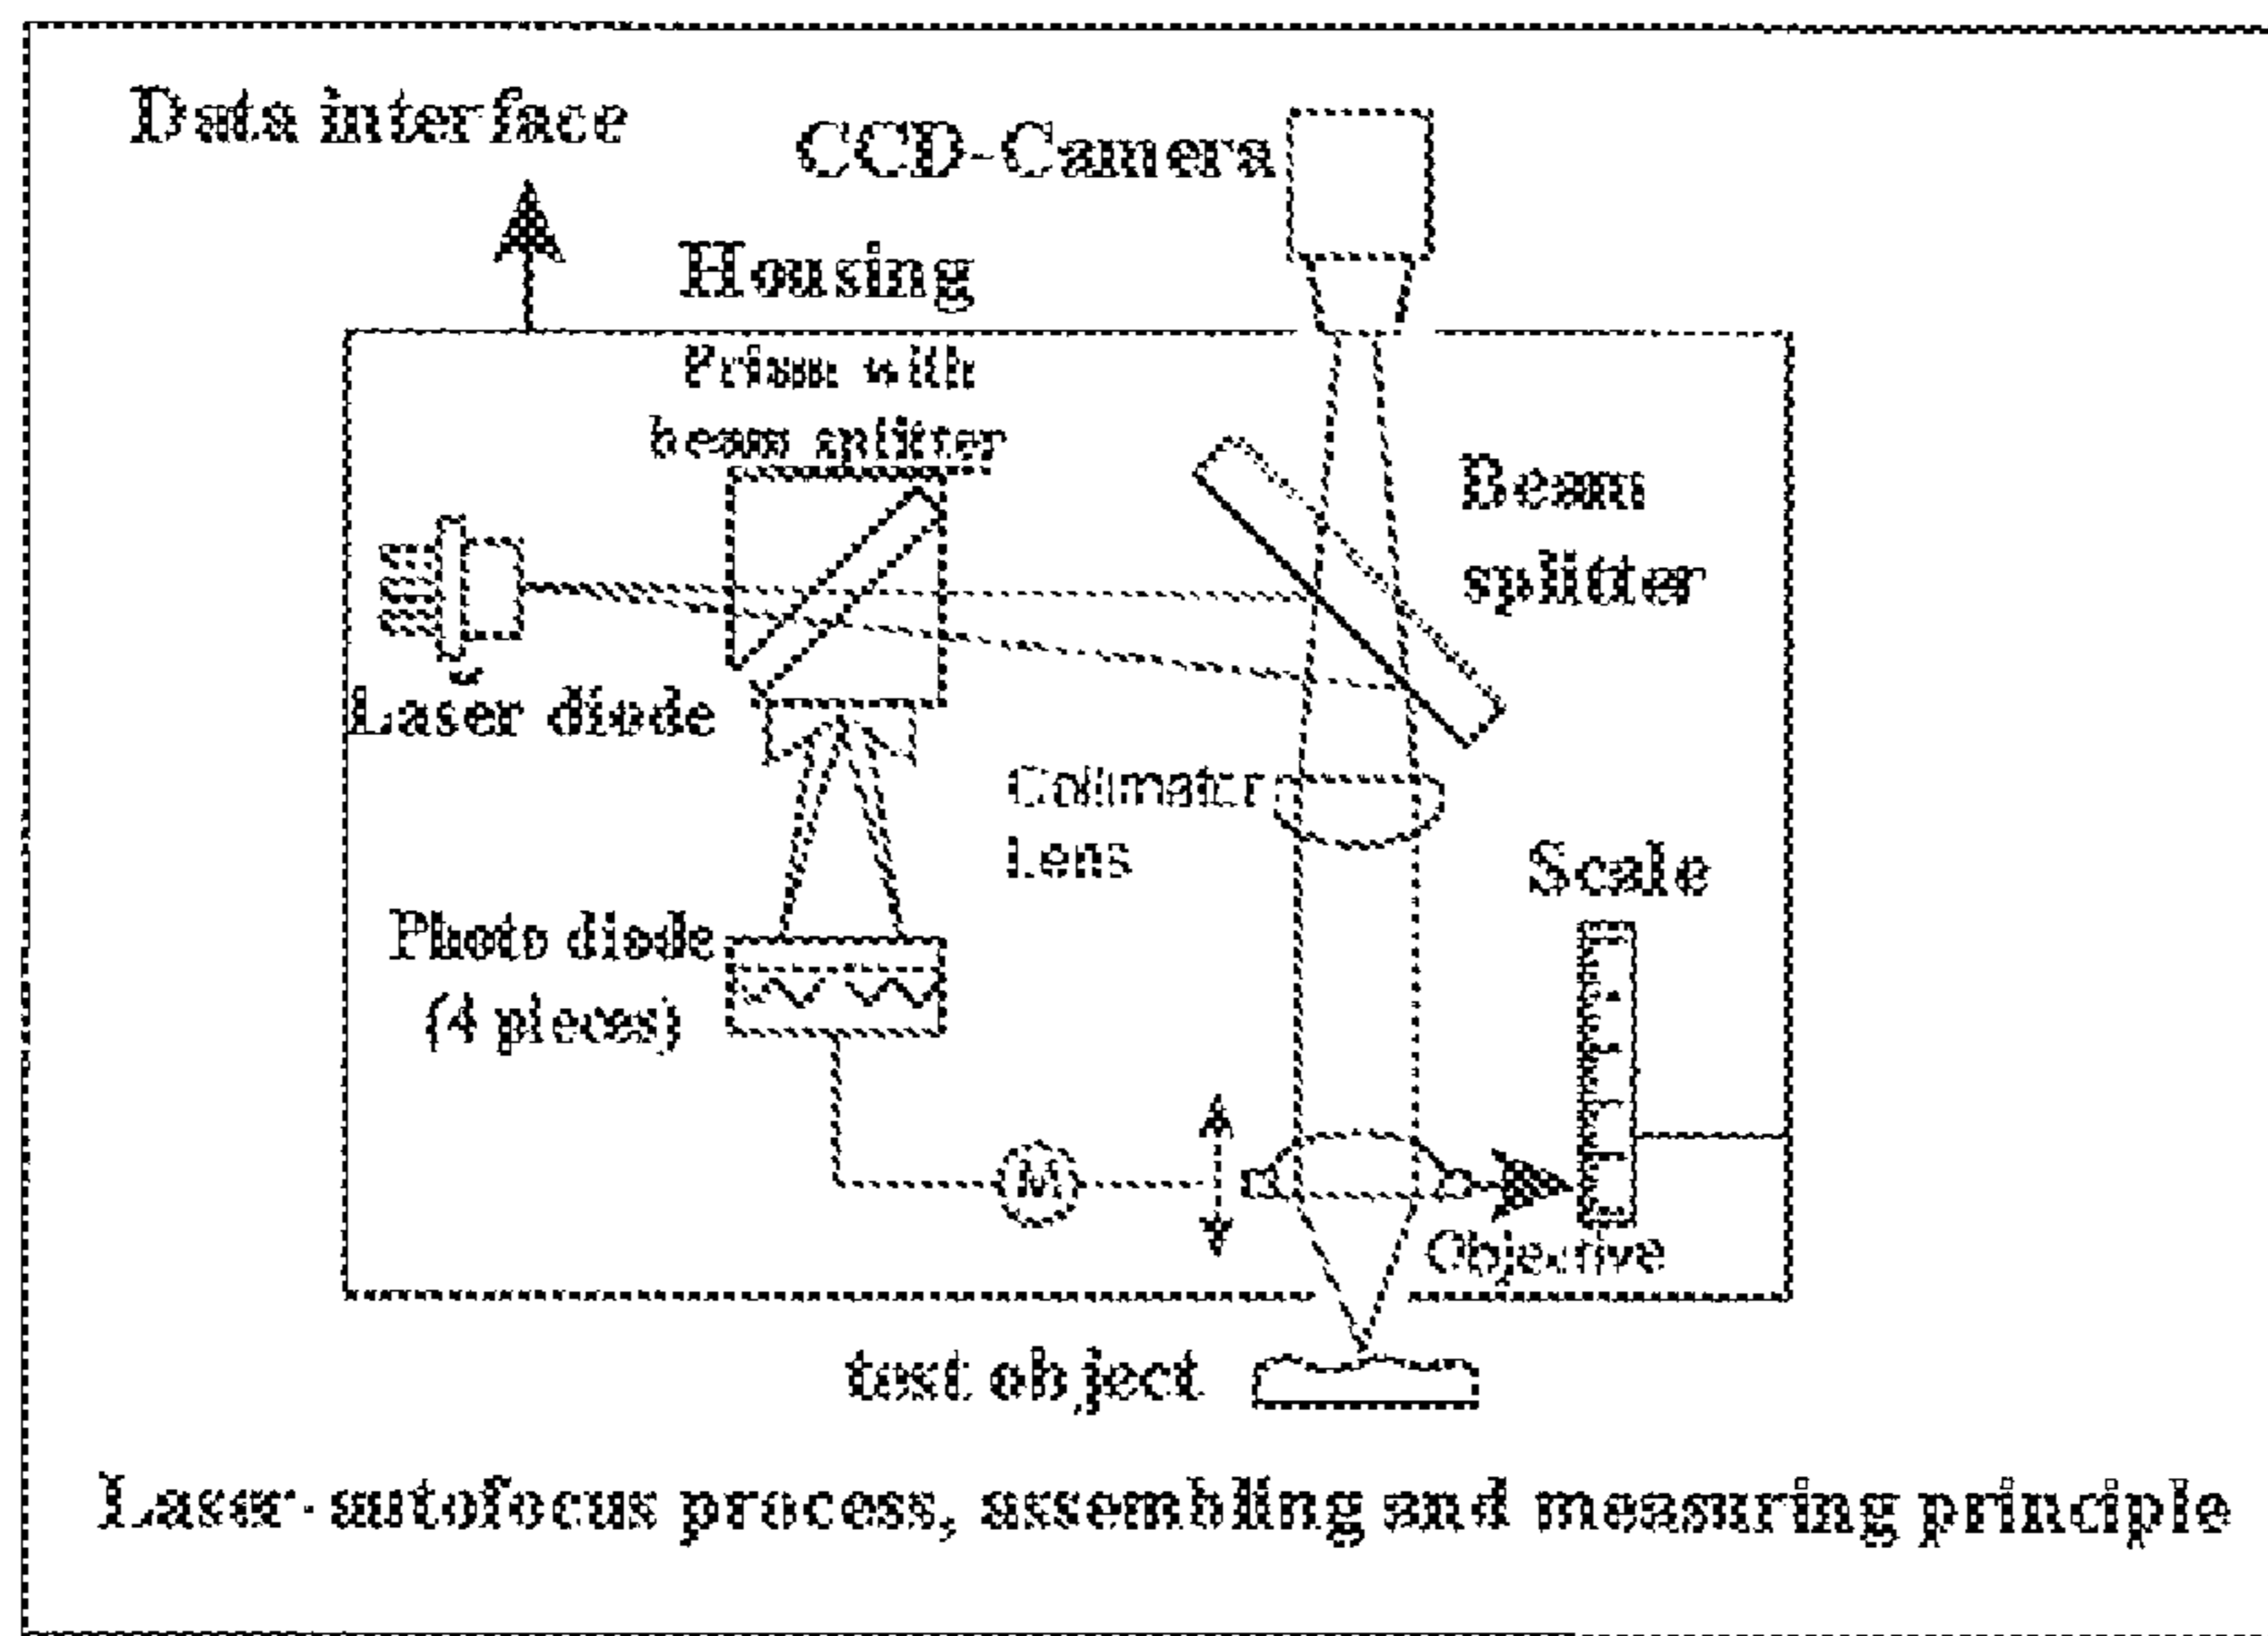 Data interface
CCD-Camera
Housing
Prism with
beam splitter
Beam
splitter
Laser diode
Collimator
Lens
Scale
Photo diode
(4 pieces)
M
Objective
test object
Laser-autofocus process, assembling and measuring principle